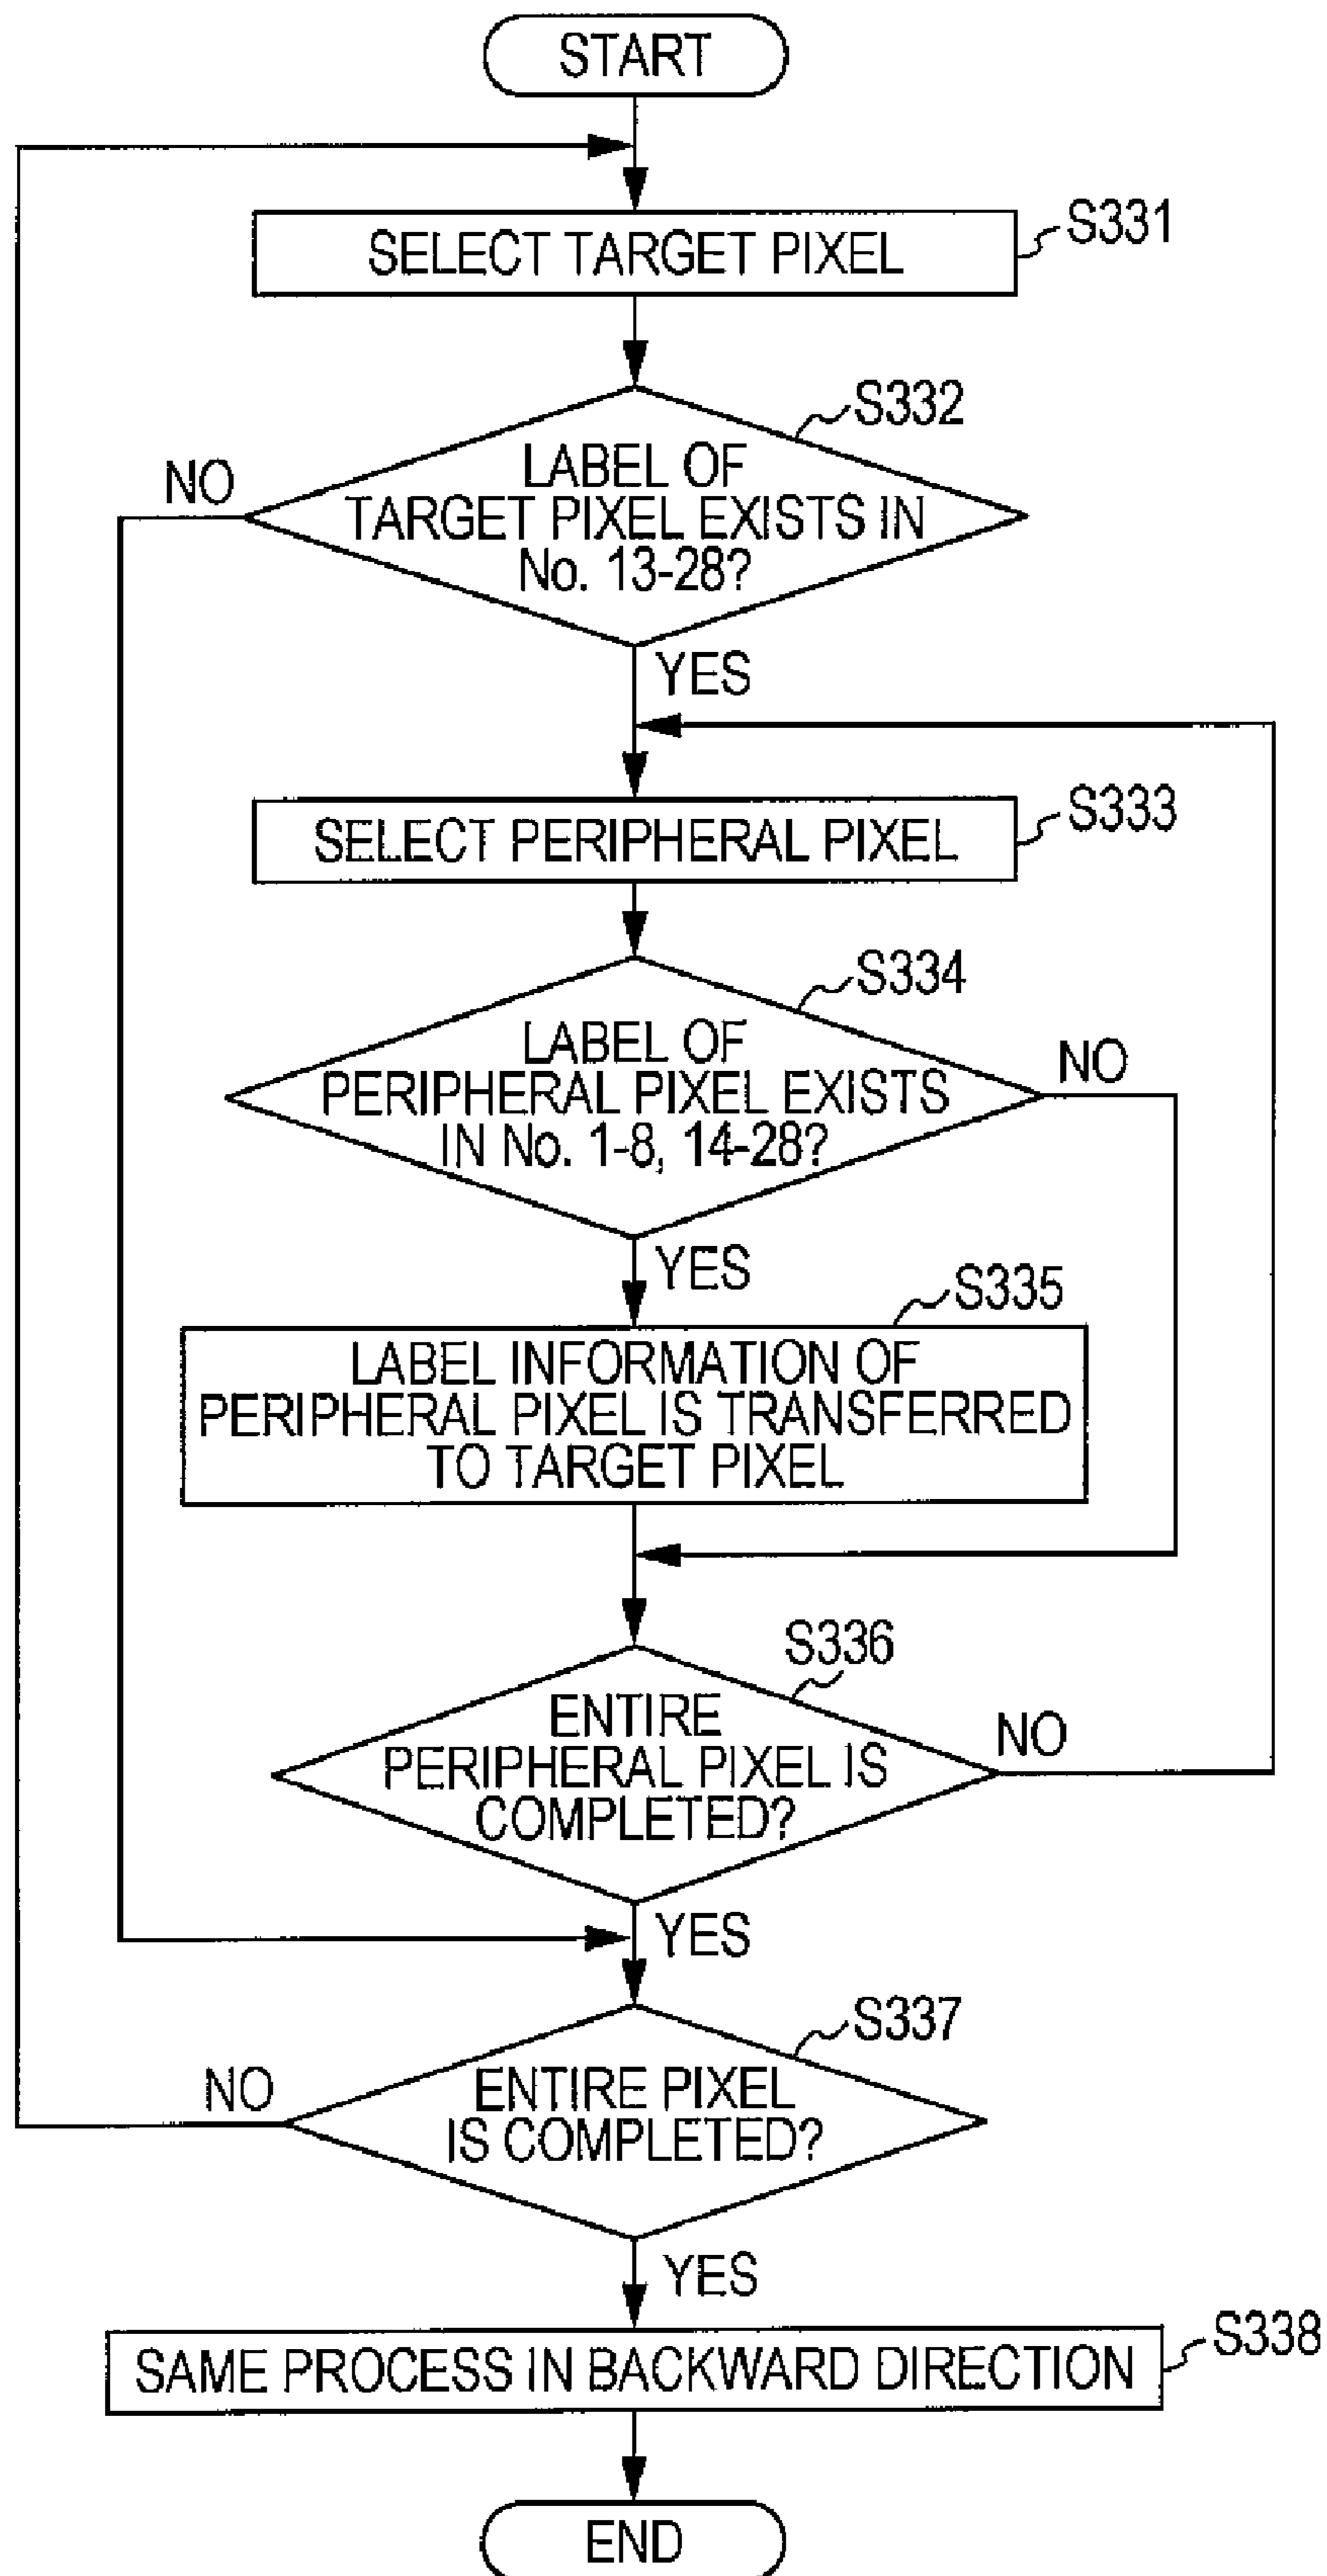 START
SELECT TARGET PIXEL
S331
S332
LABEL OF
TARGET PIXEL EXISTS IN
No. 13-28?
NO
YES
SELECT PERIPHERAL PIXEL
S333
S334
LABEL OF
PERIPHERAL PIXEL EXISTS
IN No. 1-8, 14-28?
NO
YES
S335
LABEL INFORMATION OF
PERIPHERAL PIXEL IS TRANSFERRED
TO TARGET PIXEL
S336
ENTIRE
PERIPHERAL PIXEL IS
COMPLETED?
NO
YES
S337
ENTIRE PIXEL
IS COMPLETED?
NO
YES
S338
SAME PROCESS IN BACKWARD DIRECTION
END